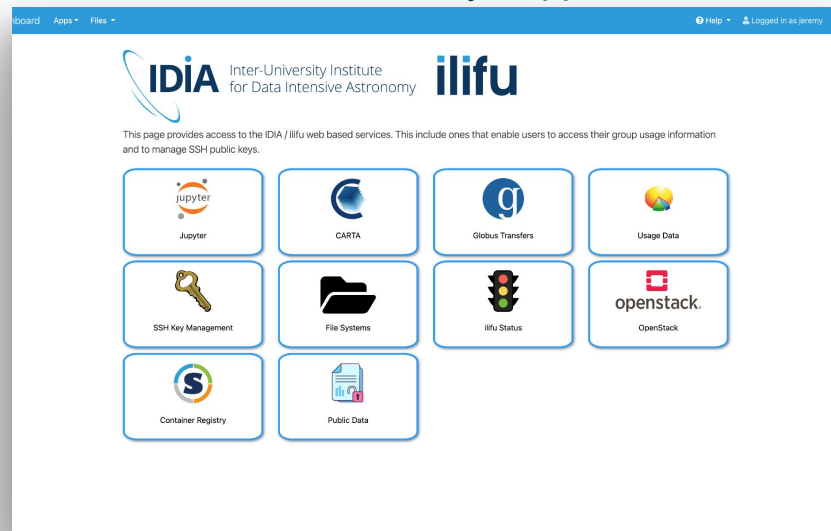 Apps Files Help Logged in as jeremy
IDIA Inter-University Institute
for Data Intensive Astronomy
ilifu
This page provides access to the IDIA / ilifu web based services. This include ones that enable users to access their group usage information
and to manage SSH public keys.
jupyter
g
Jupyter CARTA Globus Transfers Usage Data
openstack.
SSH Key Management File Systems ilifu Status OpenStack
S
Container Registry Public Data